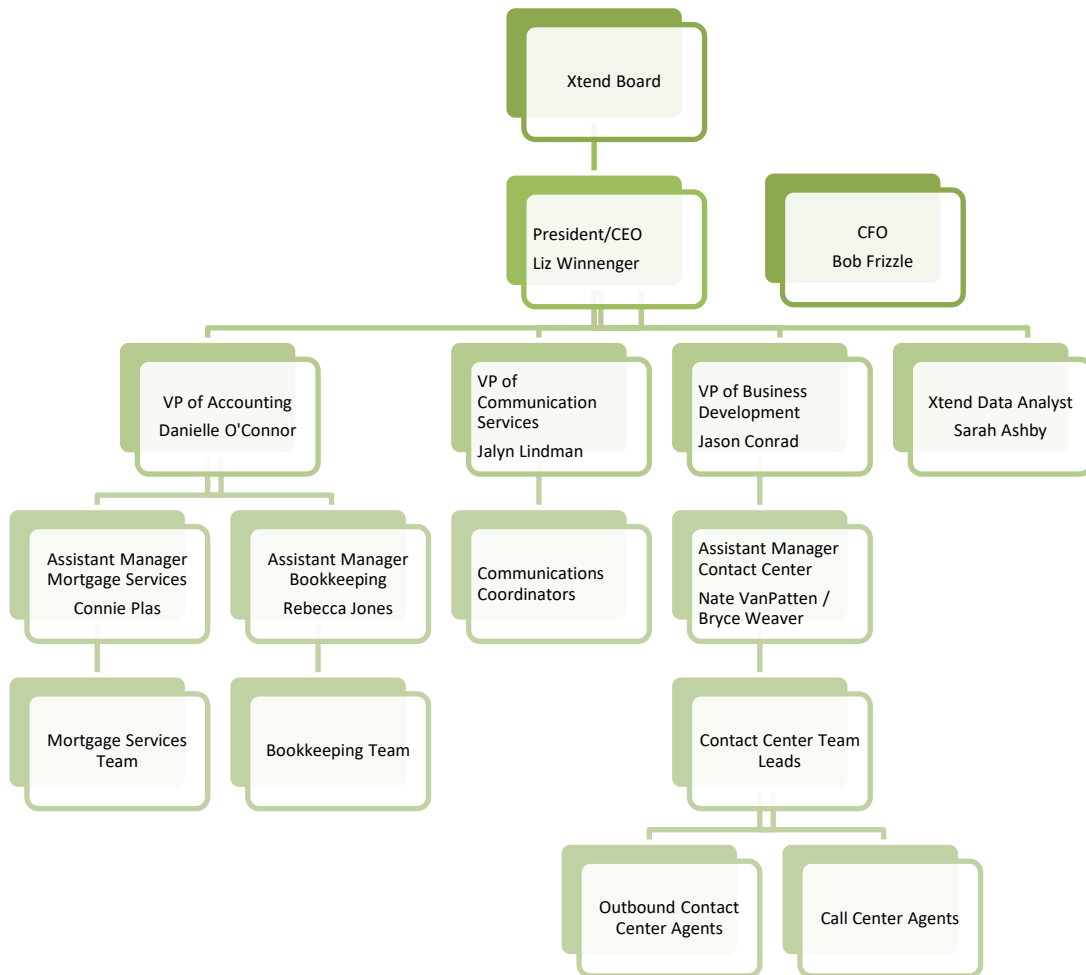 Xtend Board
President/CEO
Liz Winnenger
CFO
Bob Frizzle
VP of Accounting
Danielle O'Connor
VP of
Communication
Services
Jalyn Lindman
VP of Business
Development
Jason Conrad
Xtend Data Analyst
Sarah Ashby
Assistant Manager
Mortgage Services
Connie Plas
Assistant Manager
Bookkeeping
Rebecca Jones
Communications
Coordinators
Assistant Manager
Contact Center
Nate VanPatten /
Bryce Weaver
Mortgage Services
Team
Bookkeeping Team
Contact Center Team
Leads
Outbound Contact
Center Agents
Call Center Agents